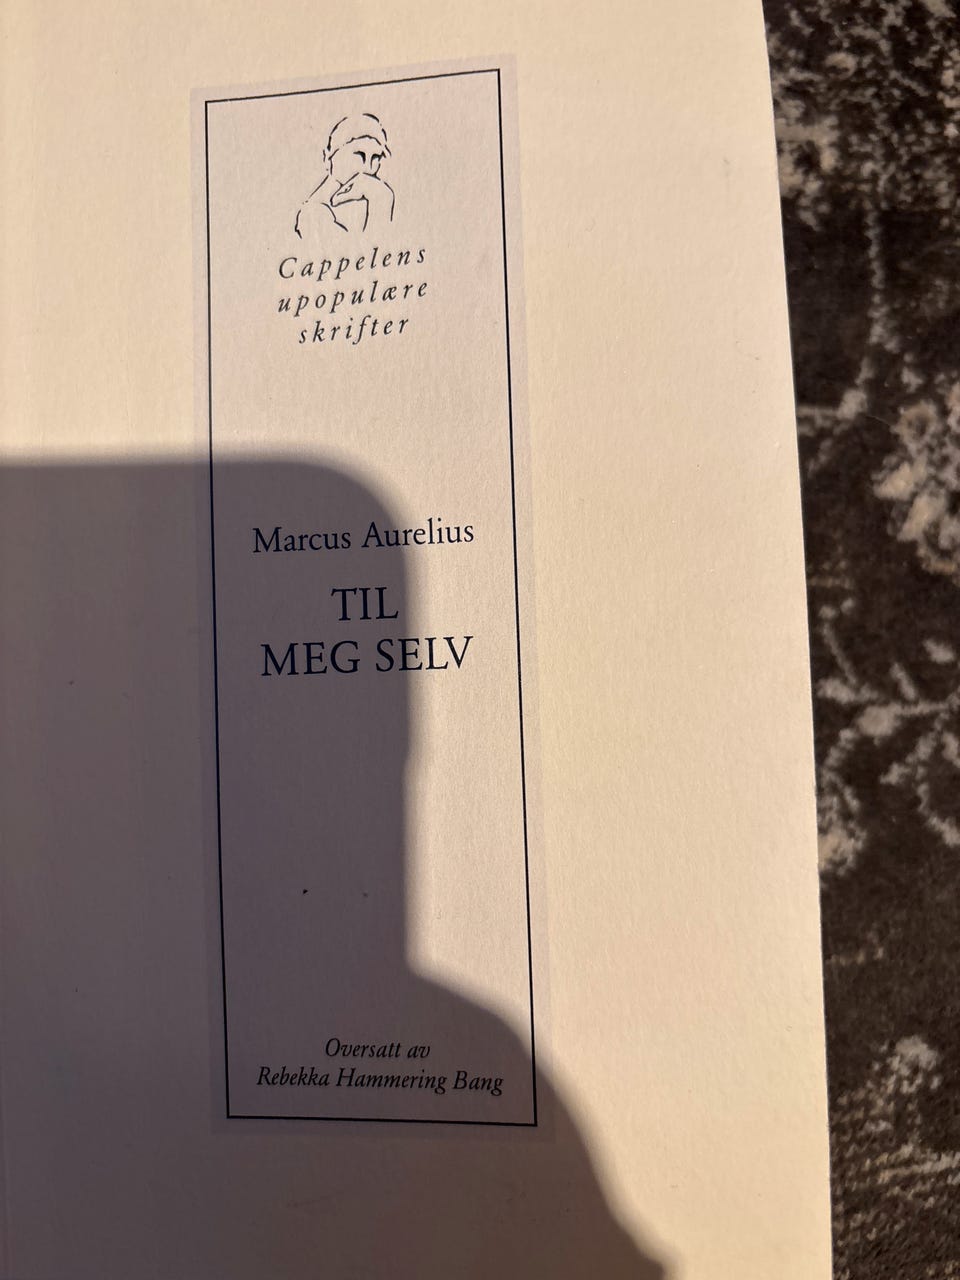 Cappelens
upopulære
skrifter
Marcus Aurelius
TIL
MEG SELV
Oversatt av
Rebekka Hammering Bang